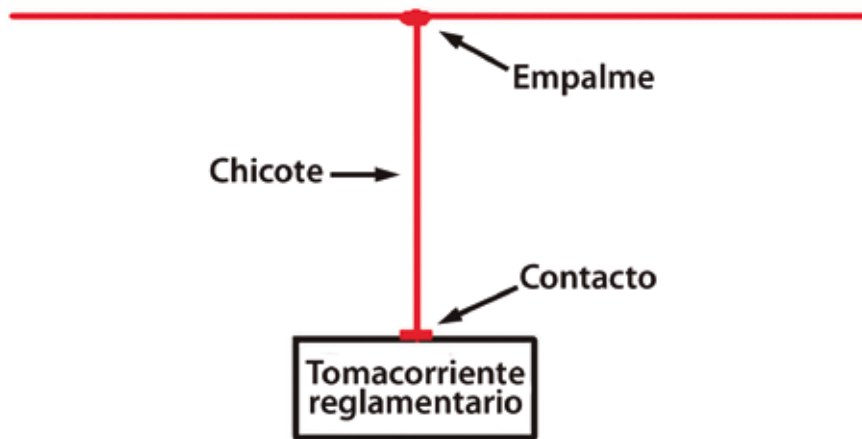 Empalme
Chicote
Contacto
Tomacorriente
reglamentario